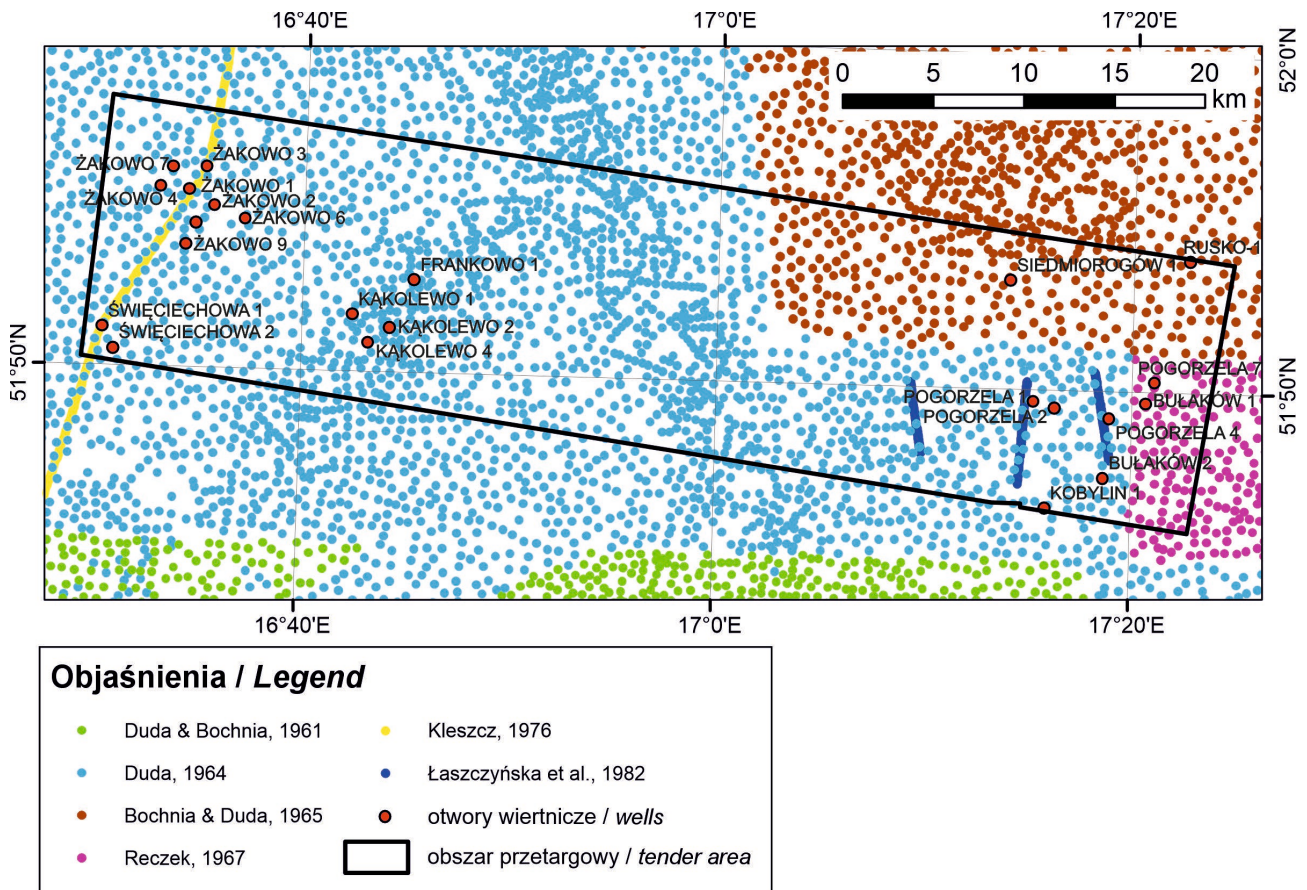 16°40'E 17°0'E 17°20'E
52°0'N
0 5 10 15 20
km
ŻAKOWO 7
ŻAKOWO 3
ŻAKOWO 4
ŻAKOWO 1
ŻAKOWO 2
ŻAKOWO 6
ŻAKOWO 9
RUSKO-1
SIEDMIOROGÓW 1
FRANKOWO 1
KĄKOLEWO 1
ŚWIĘCIECHOWA 1
KĄKOLEWO 2
ŚWIĘCIECHOWA 2
KĄKOLEWO 4
51°50'N
POGORZELA 7
POGORZELA 1
BUŁAKÓW 1
51°50'N
POGORZELA 2
POGORZELA 4
BUŁAKÓW 2
KOBYLIN 1
16°40'E 17°0'E 17°20'E
Objaśnienia / Legend
Duda & Bochnia, 1961
Kleszcz, 1976
Duda, 1964
Łaszczyńska et al., 1982
Bochnia & Duda, 1965
otwory wiertnicze / wells
Reczek, 1967
obszar przetargowy / tender area